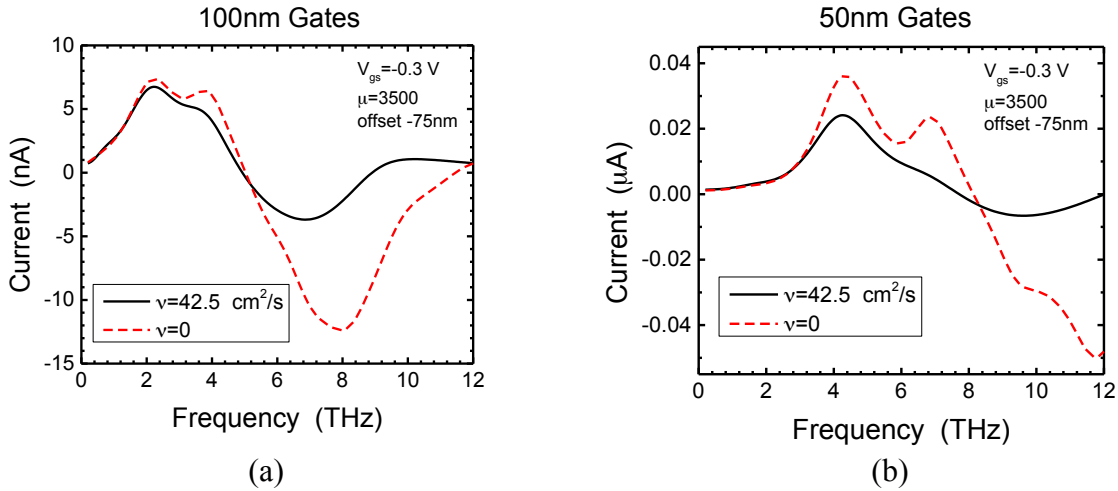 100nm Gates
10
5
0
-5
-10
-15
Current (nA)
V_gs=-0.3 V
μ=3500
offset -75nm
ν=42.5 cm²/s
ν=0
0 2 4 6 8 10 12
Frequency (THz)
(a)
50nm Gates
0.04
0.02
0.00
-0.02
-0.04
Current (μA)
V_gs=-0.3 V
μ=3500
offset -75nm
ν=42.5 cm²/s
ν=0
0 2 4 6 8 10 12
Frequency (THz)
(b)